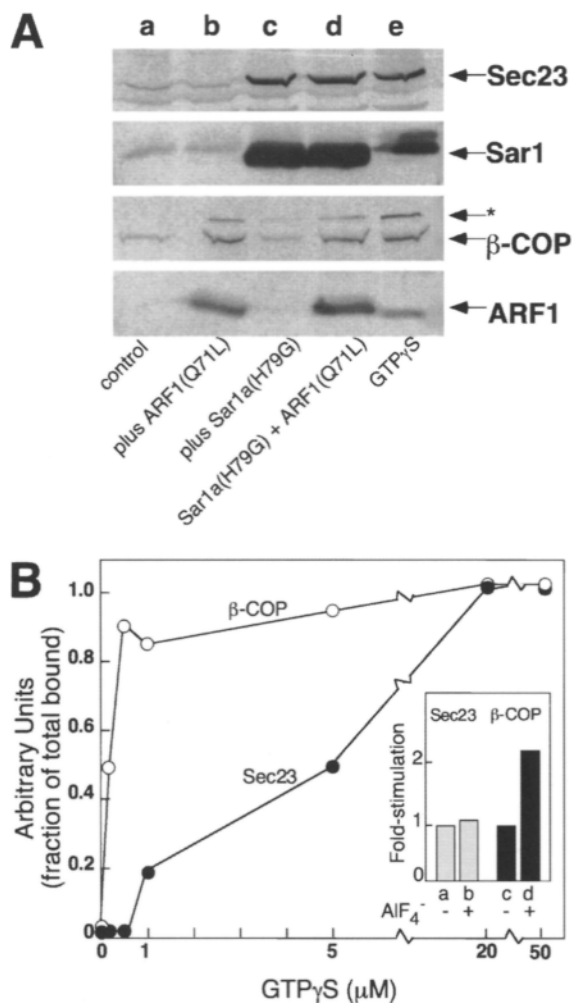 A
a b c d e
Sec23
Sar1
*
β-COP
ARF1
control
plus ARF1(Q71L)
plus Sar1a(H79G)
Sar1a(H79G) + ARF1(Q71L)
GTPγS
B
1.0
0.8
0.6
0.4
0.2
0
Arbitrary Units
(fraction of total bound)
β-COP
Sec23
Sec23 β-COP
Fold-stimulation
2
1
a b c d
AlF4⁻ - + - +
0 1 5 20 50
GTPγS (μM)